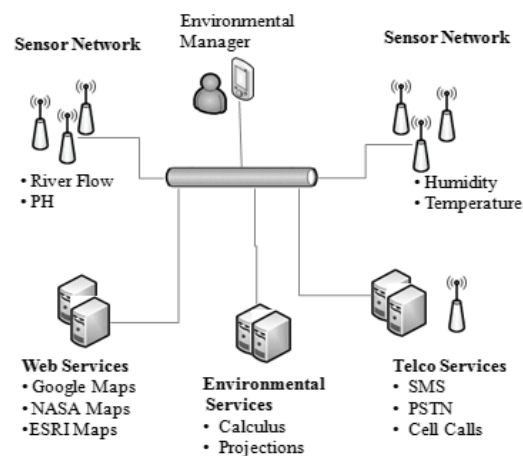 Environmental
Manager
Sensor Network
• River Flow
• PH
Sensor Network
• Humidity
• Temperature
Web Services
• Google Maps
• NASA Maps
•ESRI Maps
Environmental
Services
• Calculus
• Projections
Telco Services
• SMS
• PSTN
• Cell Calls